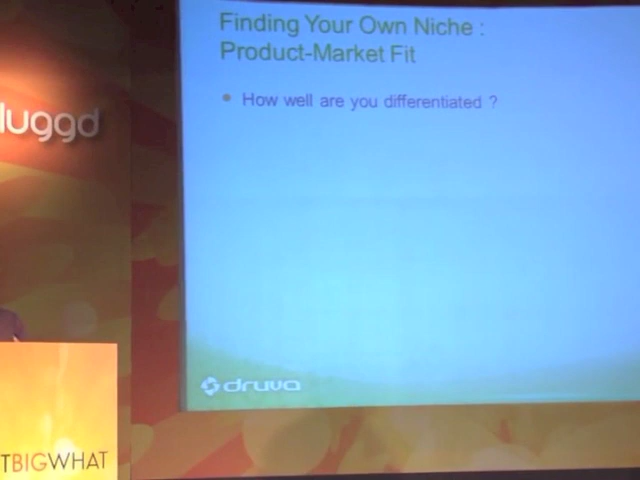 Finding Your Own Niche :
Product-Market Fit
How well are you differentiated ?
luggd
druva
TBIGWHAT